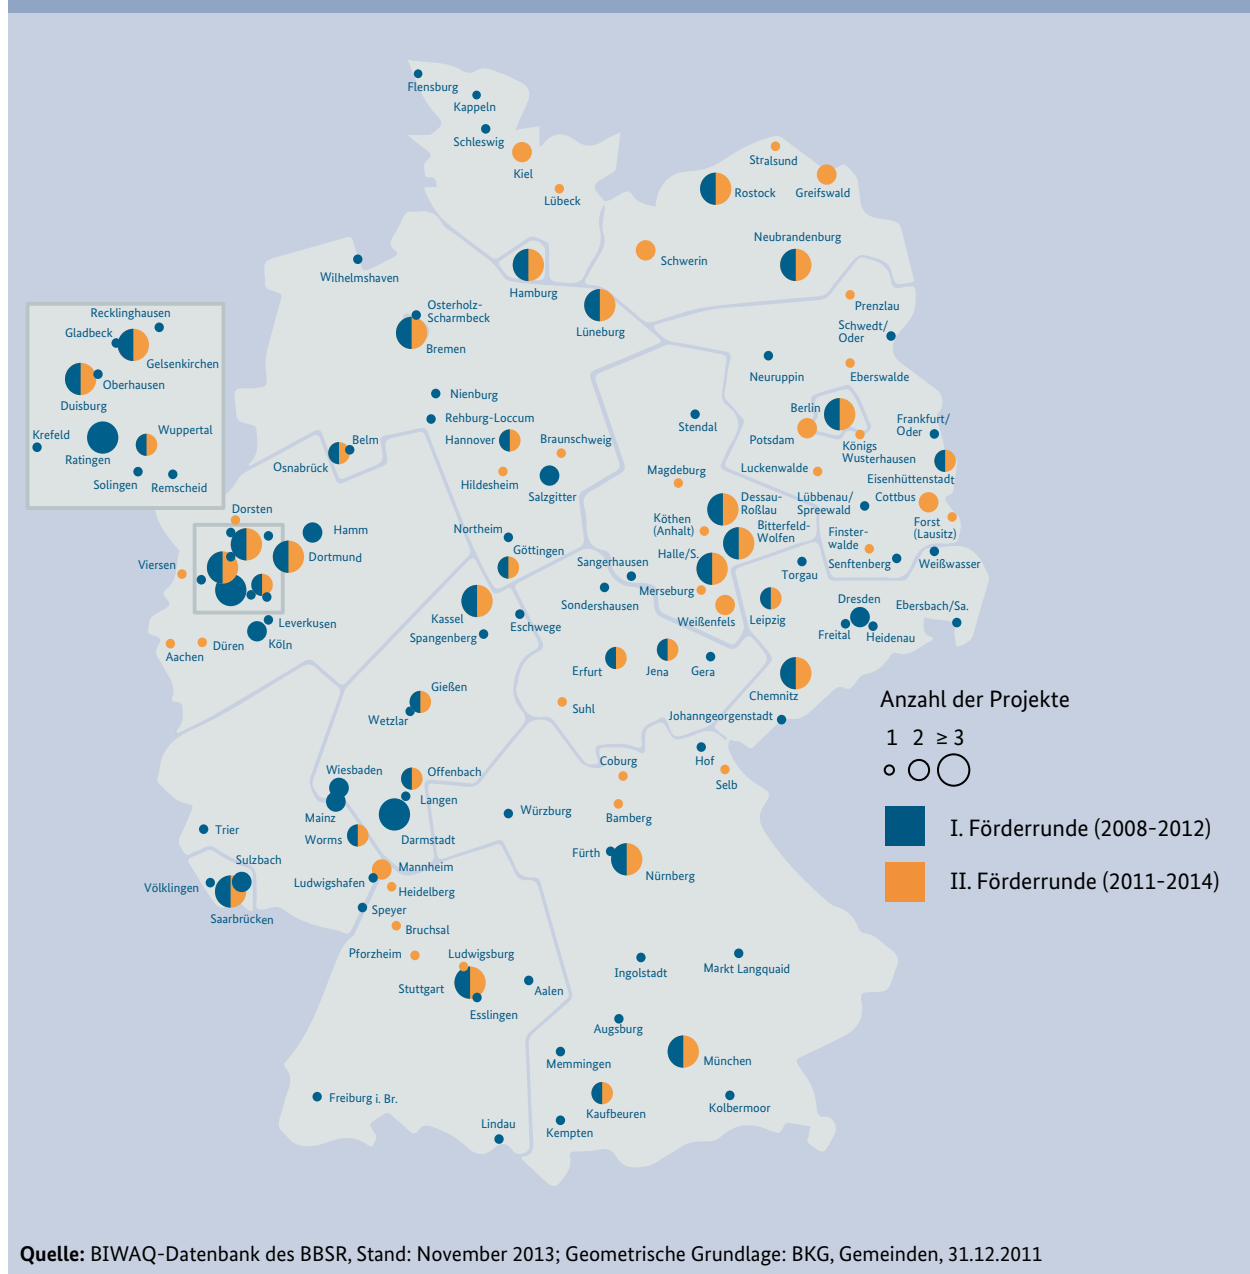 Flensburg
Kappeln
Schleswig
Kiel
Lübeck
Stralsund
Rostock
Greifswald
Neubrandenburg
Schwerin
Wilhelmshaven
Hamburg
Lüneburg
Osterholz-
Scharmbeck
Bremen
Prenzlau
Schwedt/
Oder
Neuruppin
Eberswalde
Recklinghausen
Gladbeck
Gelsenkirchen
Oberhausen
Duisburg
Krefeld
Wuppertal
Ratingen
Solingen
Remscheid
Nienburg
Rehburg-Loccum
Hannover
Braunschweig
Belm
Osnabrück
Hildesheim
Salzgitter
Stendal
Berlin
Potsdam
Königs
Wusterhausen
Frankfurt/
Oder
Eisenhüttenstadt
Magdeburg
Luckenwalde
Dessau-
Roßlau
Lübbenau/
Spreewald
Cottbus
Forst
(Lausitz)
Köthen
(Anhalt)
Bitterfeld-
Wolfen
Finster-
walde
Senftenberg
Weißwasser
Dorsten
Hamm
Dortmund
Viersen
Northeim
Göttingen
Halle/S.
Sangerhausen
Merseburg
Sondershausen
Weißenfels
Torgau
Leipzig
Dresden
Ebersbach/Sa.
Freital
Heidenau
Leverkusen
Köln
Düren
Aachen
Kassel
Spangenberg
Eschwege
Erfurt
Jena
Gera
Chemnitz
Johanngeorgenstadt
Suhl
Gießen
Wetzlar
Anzahl der Projekte
1 2 ≥ 3
I. Förderrunde (2008-2012)
II. Förderrunde (2011-2014)
Hof
Selb
Coburg
Bamberg
Wiesbaden
Offenbach
Langen
Mainz
Darmstadt
Worms
Würzburg
Trier
Sulzbach
Völklingen
Saarbrücken
Mannheim
Ludwigshafen
Heidelberg
Speyer
Bruchsal
Fürth
Nürnberg
Pforzheim
Ludwigsburg
Stuttgart
Esslingen
Aalen
Ingolstadt
Markt Langquaid
Augsburg
Memmingen
München
Kaufbeuren
Kolbermoor
Kempten
Freiburg i. Br.
Lindau
Quelle: BIWAQ-Datenbank des BBSR, Stand: November 2013; Geometrische Grundlage: BKG, Gemeinden, 31.12.2011